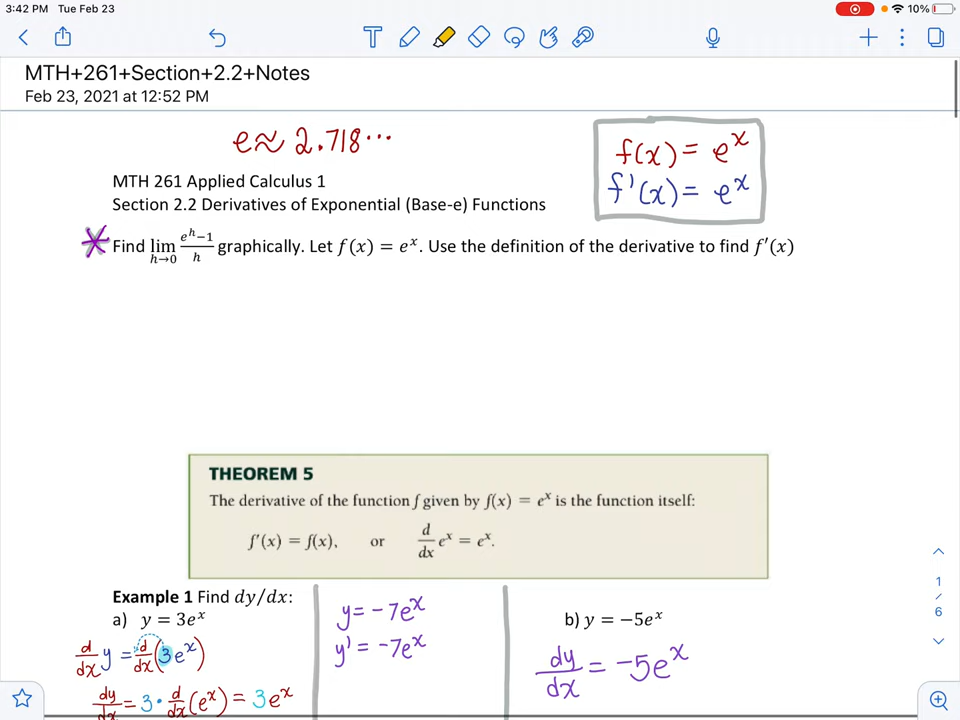 3:42 PM Tue Feb 23
10%
MTH+261+Section+2.2+Notes
Feb 23, 2021 at 12:52 PM
e≈ 2.718...
f(x) = e^x
f'(x) = e^x
MTH 261 Applied Calculus 1
Section 2.2 Derivatives of Exponential (Base-e) Functions
* Find lim h→0 (e^h−1)/h graphically. Let f(x) = e^x. Use the definition of the derivative to find f′(x)
THEOREM 5
The derivative of the function f given by f(x) = e^x is the function itself:
f′(x) = f(x), or d/dx e^x = e^x.
Example 1 Find dy/dx:
a) y = 3e^x
d/dx y = d/dx (3e^x)
dy/dx = 3 · d/dx (e^x) = 3e^x
y = -7e^x
y' = -7e^x
b) y = −5e^x
dy/dx = -5e^x
1
/
6